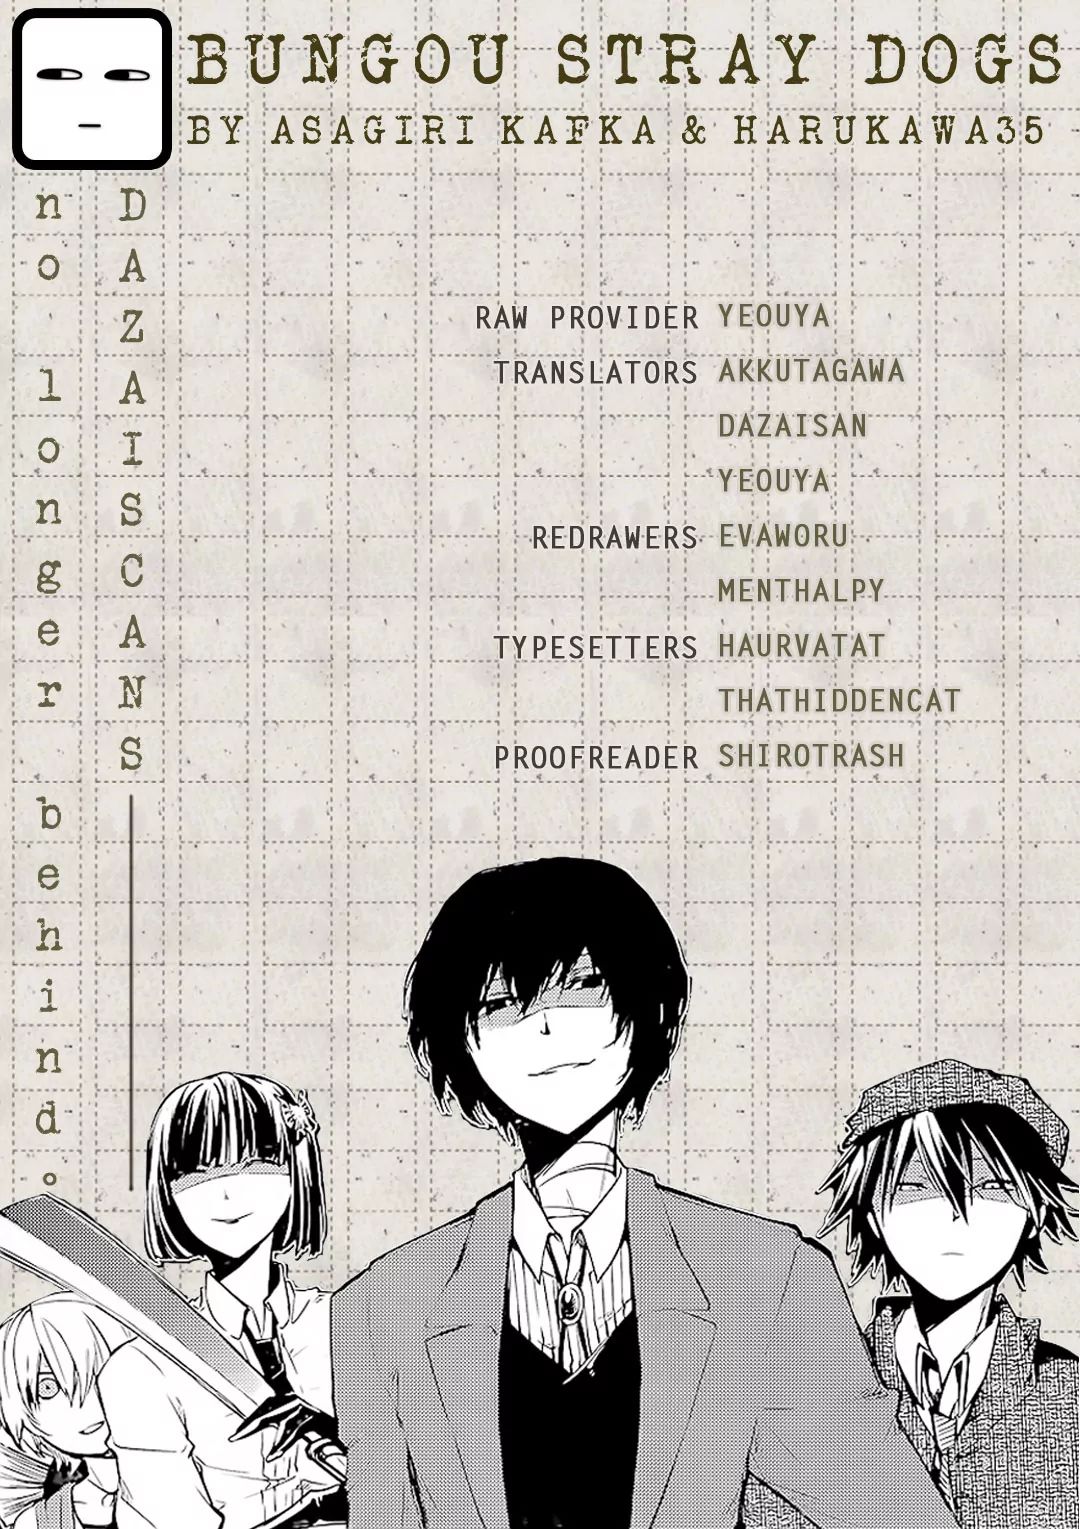 BUNGOU STRAY DOGS
BY ASAGIRI KAFKA & HARUKAWA35
DAZAISCANS
no longer behind。
RAW PROVIDER YEOUYA
TRANSLATORS AKKUTAGAWA
DAZAISAN
YEOUYA
REDRAWERS EVAWORU
MENTHALPY
TYPESETTERS HAURVATAT
THATHIDDENCAT
PROOFREADER SHIROTRASH